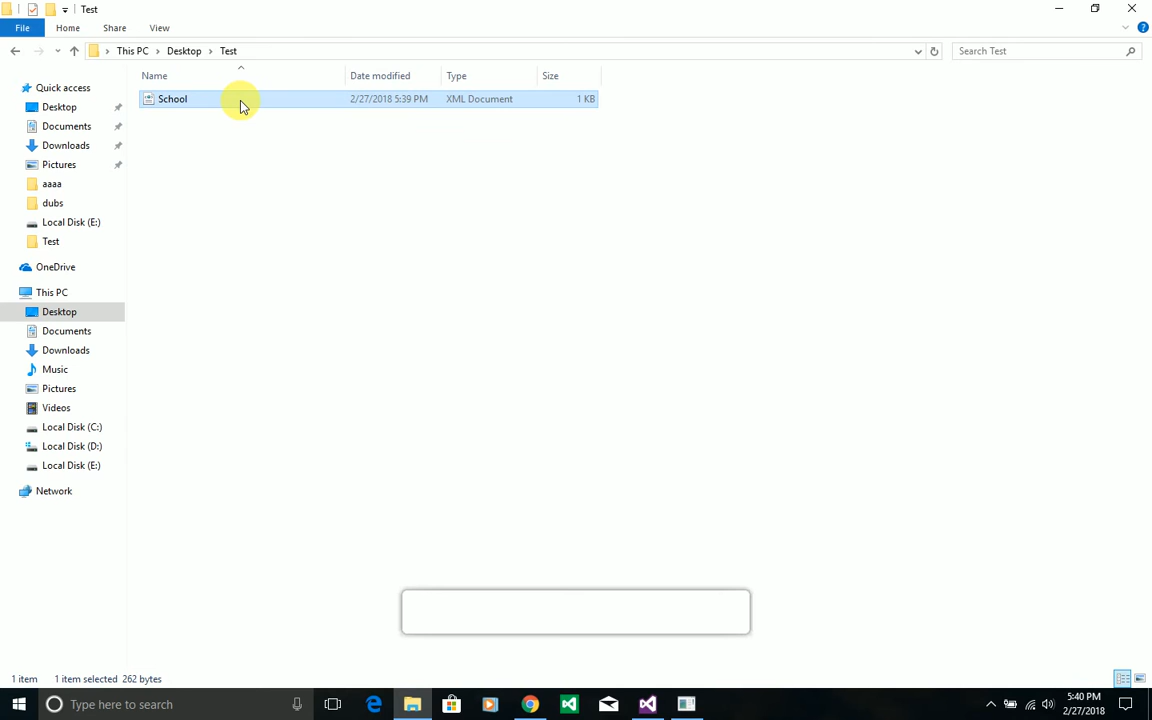 Test
File Home Share View
This PC Desktop Test Search Test
Name Date modified Type Size
School 2/27/2018 5:39 PM XML Document 1 KB
Quick access
Desktop
Documents
Downloads
Pictures
aaaa
dubs
Local Disk (E:)
Test
OneDrive
This PC
Desktop
Documents
Downloads
Music
Pictures
Videos
Local Disk (C:)
Local Disk (D:)
Local Disk (E:)
Network
1 item 1 item selected 262 bytes
Type here to search
5:40 PM
2/27/2018